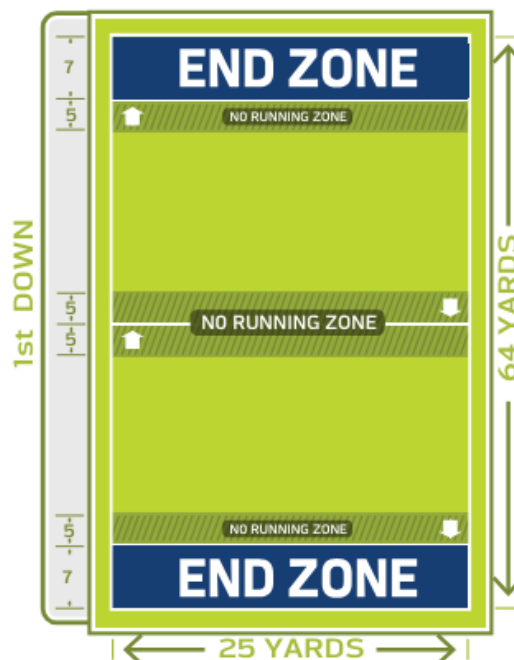 END ZONE
7
5
NO RUNNING ZONE
1st DOWN
64 YARDS
5
NO RUNNING ZONE
5
5
NO RUNNING ZONE
7
END ZONE
25 YARDS